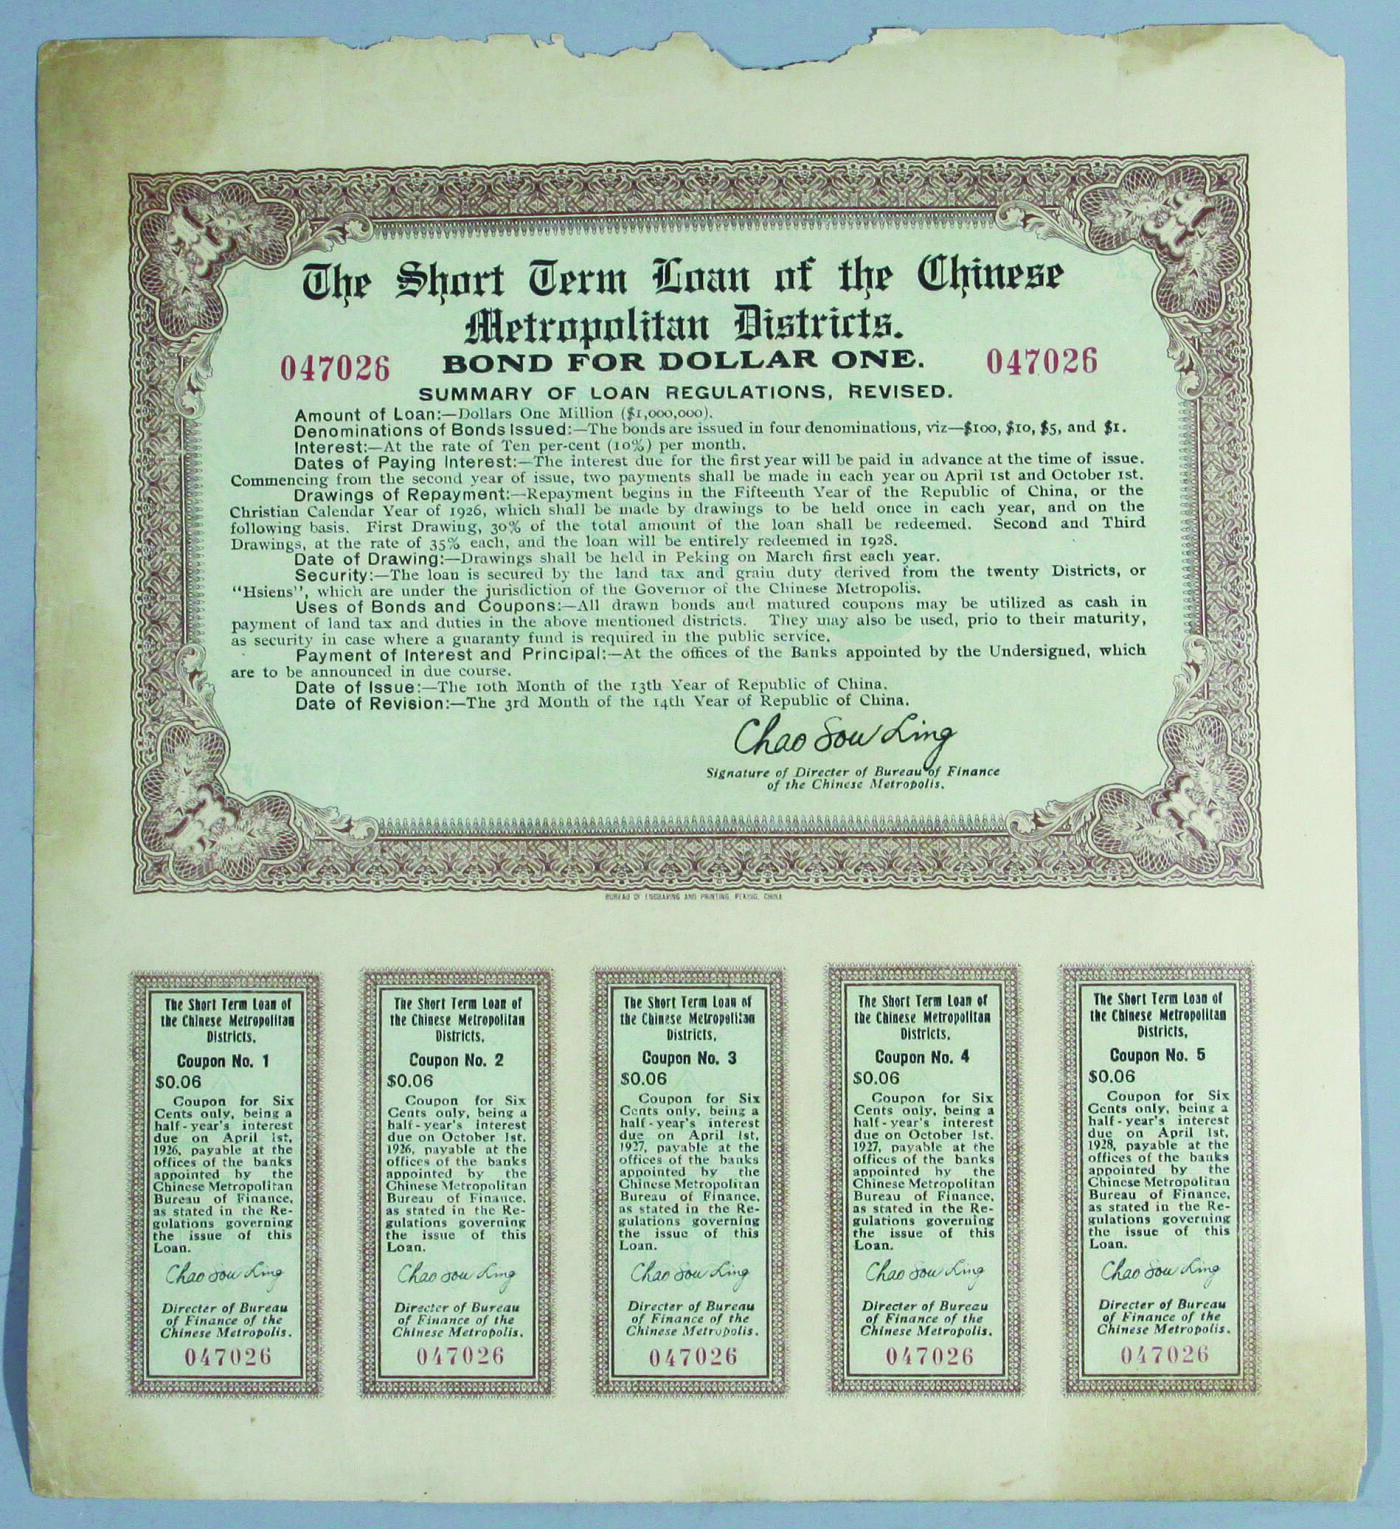 The Short Term Loan of the Chinese
Metropolitan Districts.
047026 BOND FOR DOLLAR ONE. 047026
SUMMARY OF LOAN REGULATIONS, REVISED.
Amount of Loan:—Dollars One Million ($1,000,000).
Denominations of Bonds Issued:—The bonds are issued in four denominations, viz—$100, $10, $5, and $1.
Interest:—At the rate of Ten per-cent (10%) per month.
Dates of Paying Interest:—The interest due for the first year will be paid in advance at the time of issue.
Commencing from the second year of issue, two payments shall be made in each year on April 1st and October 1st.
Drawings of Repayment:—Repayment begins in the Fifteenth Year of the Republic of China, or the
Christian Calendar Year of 1926, which shall be made by drawings to be held once in each year, and on the
following basis. First Drawing, 30% of the total amount of the loan shall be redeemed. Second and Third
Drawings, at the rate of 35% each, and the loan will be entirely redeemed in 1928.
Date of Drawing:—Drawings shall be held in Peking on March first each year.
Security:—The loan is secured by the land tax and grain duty derived from the twenty Districts, or
"Hsiens", which are under the jurisdiction of the Governor of the Chinese Metropolis.
Uses of Bonds and Coupons:—All drawn bonds and matured coupons may be utilized as cash in
payment of land tax and duties in the above mentioned districts. They may also be used, prio to their maturity,
as security in case where a guaranty fund is required in the public service.
Payment of Interest and Principal:—At the offices of the Banks appointed by the Undersigned, which
are to be announced in due course.
Date of Issue:—The 10th Month of the 13th Year of Republic of China.
Date of Revision:—The 3rd Month of the 14th Year of Republic of China.
Chao Sou Ling
Signature of Directer of Bureau of Finance
of the Chinese Metropolis.
BUREAU OF ENGRAVING AND PRINTING, PEKING, CHINA
The Short Term Loan of
the Chinese Metropolitan
Districts,
Coupon No. 1
$0.06
Coupon for Six
Cents only, being a
half-year's interest
due on April 1st,
1926, payable at the
offices of the banks
appointed by the
Chinese Metropolitan
Bureau of Finance,
as stated in the Re-
gulations governing
the issue of this
Loan.
Chao Sou Ling
Directer of Bureau
of Finance of the
Chinese Metropolis.
047026
The Short Term Loan of
the Chinese Metropolitan
Districts,
Coupon No. 2
$0.06
Coupon for Six
Cents only, being a
half-year's interest
due on October 1st.
1926, payable at the
offices of the banks
appointed by the
Chinese Metropolitan
Bureau of Finance,
as stated in the Re-
gulations governing
the issue of this
Loan.
Chao Sou Ling
Directer of Bureau
of Finance of the
Chinese Metropolis.
047026
The Short Term Loan of
the Chinese Metropolitan
Districts,
Coupon No. 3
$0.06
Coupon for Six
Cents only, being a
half-year's interest
due on April 1st,
1927, payable at the
offices of the banks
appointed by the
Chinese Metropolitan
Bureau of Finance,
as stated in the Re-
gulations governing
the issue of this
Loan.
Chao Sou Ling
Directer of Bureau
of Finance of the
Chinese Metropolis.
047026
The Short Term Loan of
the Chinese Metropolitan
Districts,
Coupon No. 4
$0.06
Coupon for Six
Cents only, being a
half-year's interest
due on October 1st.
1927, payable at the
offices of the banks
appointed by the
Chinese Metropolitan
Bureau of Finance,
as stated in the Re-
gulations governing
the issue of this
Loan.
Chao Sou Ling
Directer of Bureau
of Finance of the
Chinese Metropolis.
047026
The Short Term Loan of
the Chinese Metropolitan
Districts,
Coupon No. 5
$0.06
Coupon for Six
Cents only, being a
half-year's interest
due on April 1st,
1928, payable at the
offices of the banks
appointed by the
Chinese Metropolitan
Bureau of Finance,
as stated in the Re-
gulations governing
the issue of this
Loan.
Chao Sou Ling
Directer of Bureau
of Finance of the
Chinese Metropolis.
047026